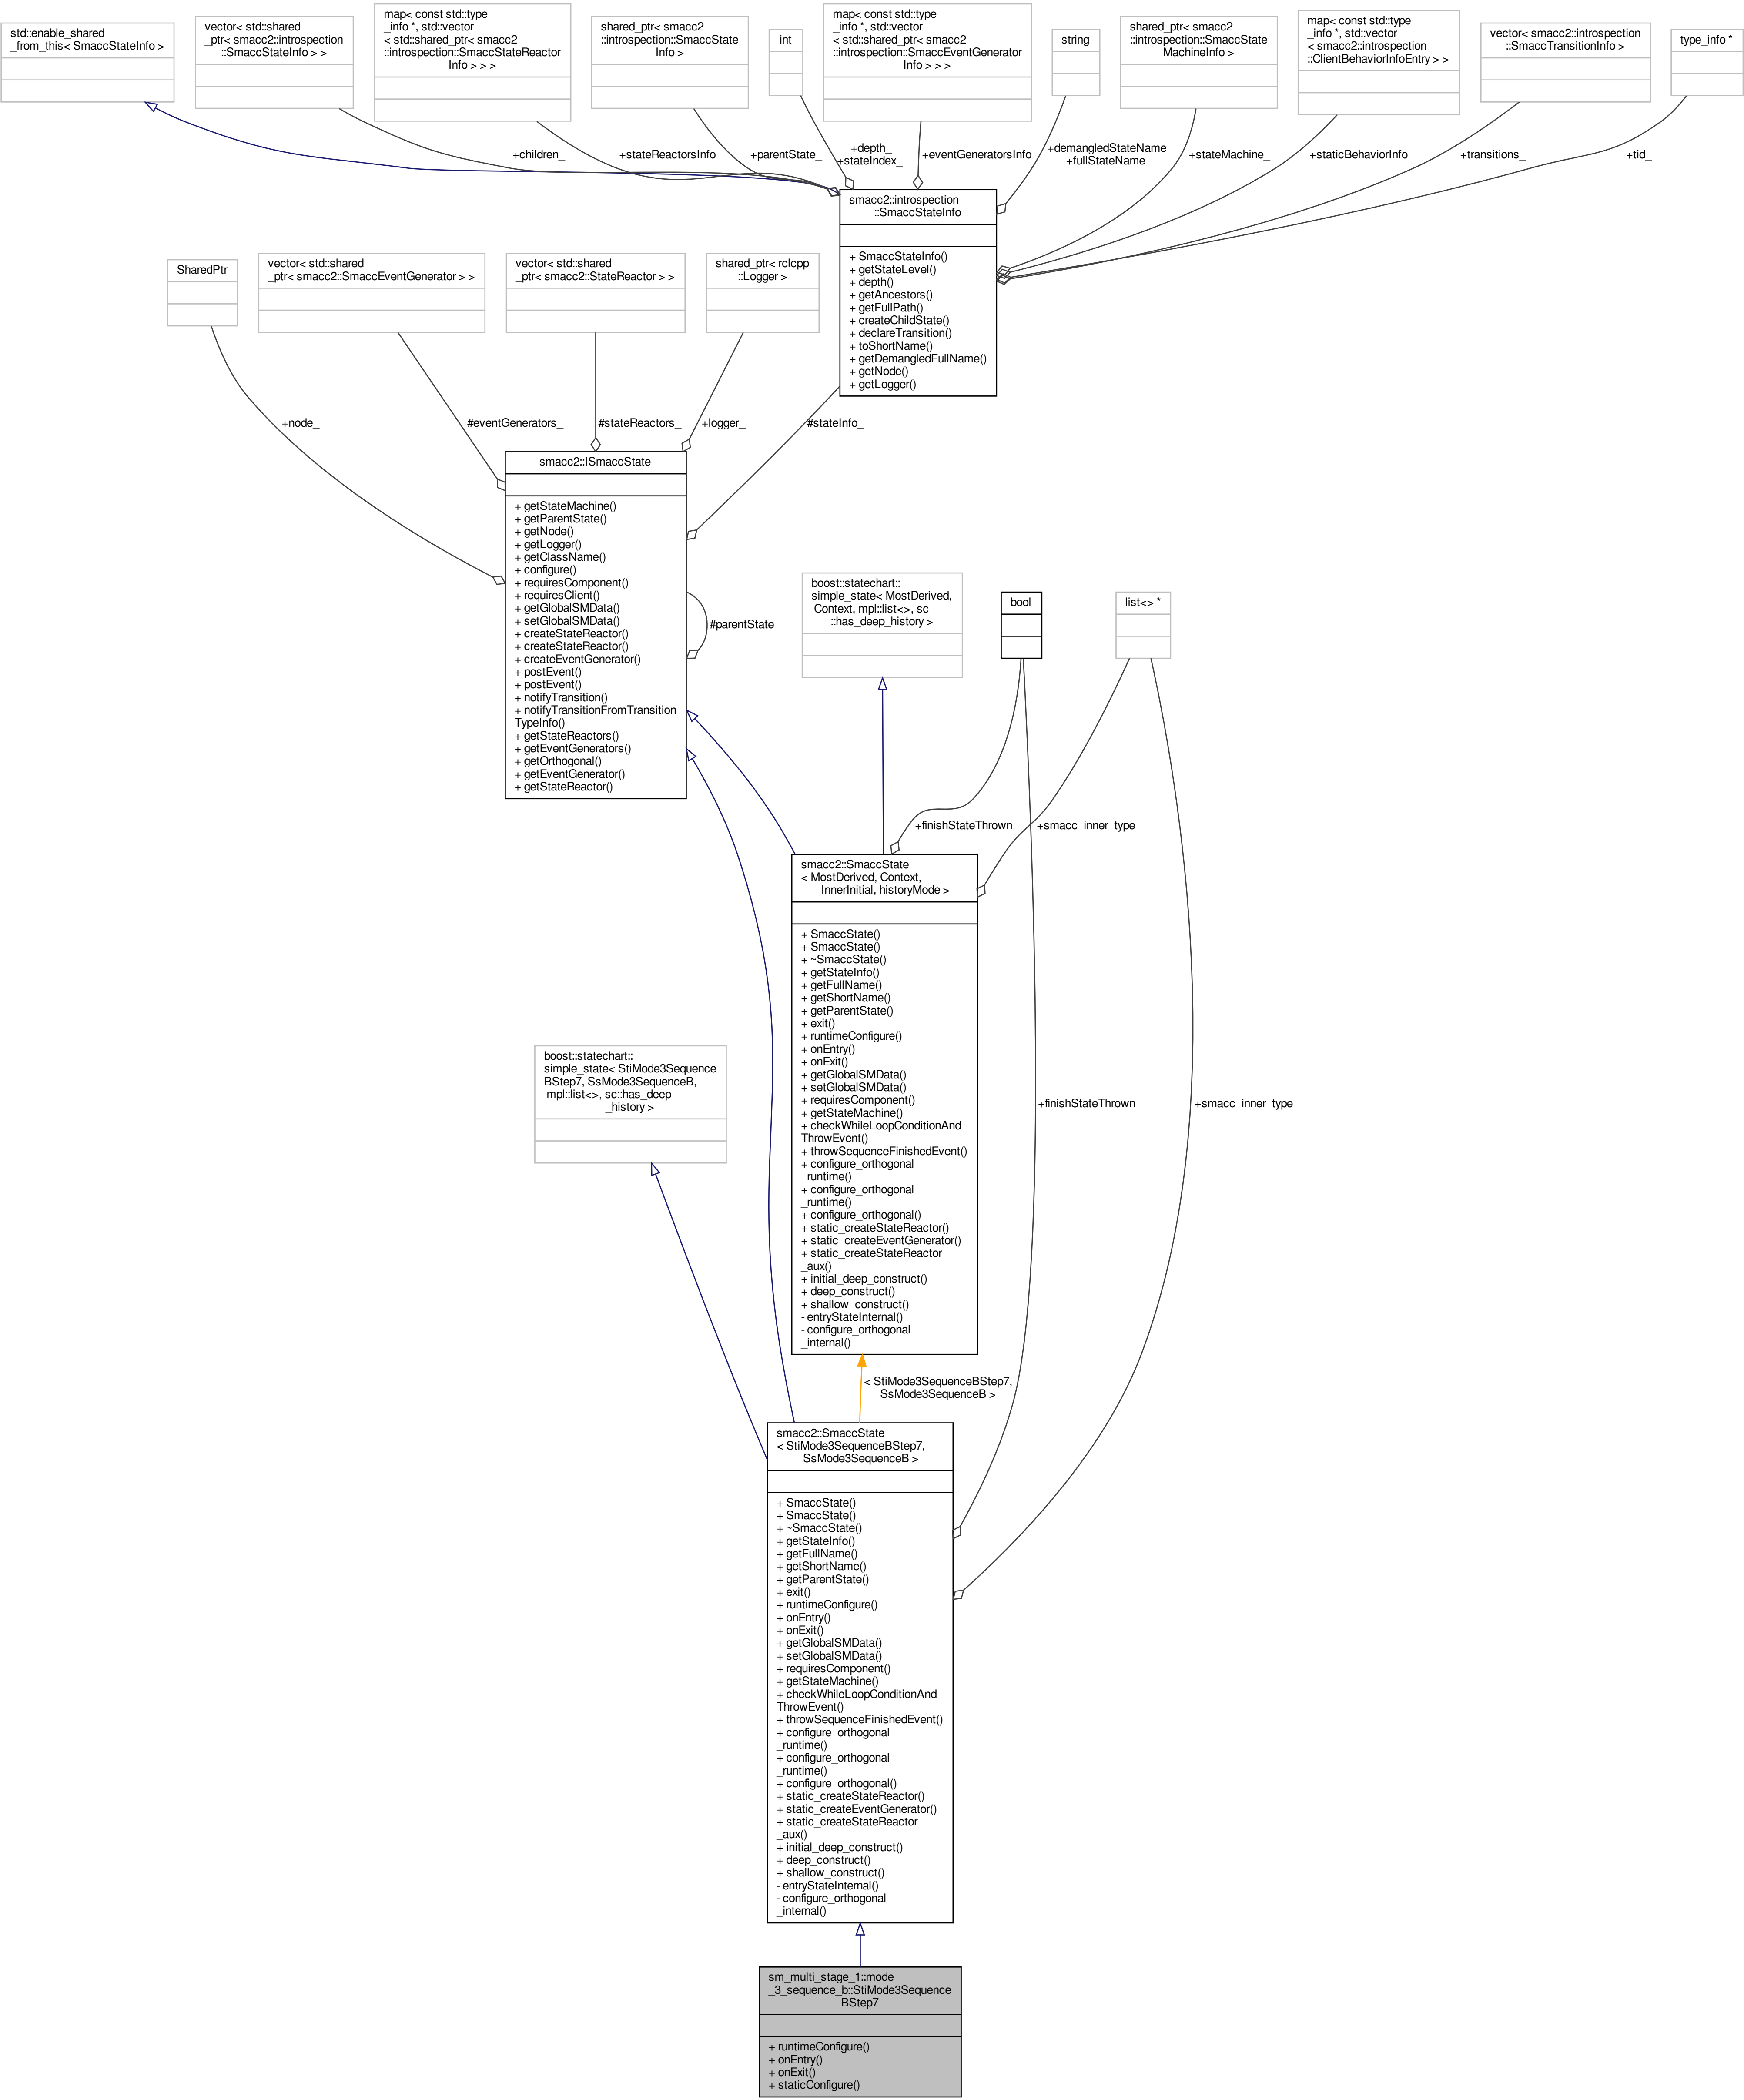 std::enable_shared
_from_this< SmaccStateInfo >
vector< std::shared
_ptr< smacc2::introspection
::SmaccStateInfo > >
map< const std::type
_info *, std::vector
< std::shared_ptr< smacc2
::introspection::SmaccStateReactor
Info > > >
shared_ptr< smacc2
::introspection::SmaccState
Info >
int
map< const std::type
_info *, std::vector
< std::shared_ptr< smacc2
::introspection::SmaccEventGenerator
Info > > >
string
shared_ptr< smacc2
::introspection::SmaccState
MachineInfo >
map< const std::type
_info *, std::vector
< smacc2::introspection
::ClientBehaviorInfoEntry > >
vector< smacc2::introspection
::SmaccTransitionInfo >
type_info *
+children_
+stateReactorsInfo
+parentState_
+depth_
+stateIndex_
+eventGeneratorsInfo
+demangledStateName
+fullStateName
+stateMachine_
+staticBehaviorInfo
+transitions_
+tid_
smacc2::introspection
::SmaccStateInfo
+ SmaccStateInfo()
+ getStateLevel()
+ depth()
+ getAncestors()
+ getFullPath()
+ createChildState()
+ declareTransition()
+ toShortName()
+ getDemangledFullName()
+ getNode()
+ getLogger()
SharedPtr
vector< std::shared
_ptr< smacc2::SmaccEventGenerator > >
vector< std::shared
_ptr< smacc2::StateReactor > >
shared_ptr< rclcpp
::Logger >
+node_
#eventGenerators_
#stateReactors_
+logger_
#stateInfo_
smacc2::ISmaccState
+ getStateMachine()
+ getParentState()
+ getNode()
+ getLogger()
+ getClassName()
+ configure()
+ requiresComponent()
+ requiresClient()
+ getGlobalSMData()
+ setGlobalSMData()
+ createStateReactor()
+ createStateReactor()
+ createEventGenerator()
+ postEvent()
+ postEvent()
+ notifyTransition()
+ notifyTransitionFromTransition
TypeInfo()
+ getStateReactors()
+ getEventGenerators()
+ getOrthogonal()
+ getEventGenerator()
+ getStateReactor()
#parentState_
boost::statechart::
simple_state< MostDerived,
Context, mpl::list<>, sc
::has_deep_history >
bool
list<> *
+finishStateThrown
+smacc_inner_type
smacc2::SmaccState
< MostDerived, Context,
InnerInitial, historyMode >
+ SmaccState()
+ SmaccState()
+ ~SmaccState()
+ getStateInfo()
+ getFullName()
+ getShortName()
+ getParentState()
+ exit()
+ runtimeConfigure()
+ onEntry()
+ onExit()
+ getGlobalSMData()
+ setGlobalSMData()
+ requiresComponent()
+ getStateMachine()
+ checkWhileLoopConditionAnd
ThrowEvent()
+ throwSequenceFinishedEvent()
+ configure_orthogonal
_runtime()
+ configure_orthogonal
_runtime()
+ configure_orthogonal()
+ static_createStateReactor()
+ static_createEventGenerator()
+ static_createStateReactor
_aux()
+ initial_deep_construct()
+ deep_construct()
+ shallow_construct()
- entryStateInternal()
- configure_orthogonal
_internal()
boost::statechart::
simple_state< StiMode3Sequence
BStep7, SsMode3SequenceB,
mpl::list<>, sc::has_deep
_history >
+finishStateThrown
+smacc_inner_type
< StiMode3SequenceBStep7,
SsMode3SequenceB >
smacc2::SmaccState
< StiMode3SequenceBStep7,
SsMode3SequenceB >
+ SmaccState()
+ SmaccState()
+ ~SmaccState()
+ getStateInfo()
+ getFullName()
+ getShortName()
+ getParentState()
+ exit()
+ runtimeConfigure()
+ onEntry()
+ onExit()
+ getGlobalSMData()
+ setGlobalSMData()
+ requiresComponent()
+ getStateMachine()
+ checkWhileLoopConditionAnd
ThrowEvent()
+ throwSequenceFinishedEvent()
+ configure_orthogonal
_runtime()
+ configure_orthogonal
_runtime()
+ configure_orthogonal()
+ static_createStateReactor()
+ static_createEventGenerator()
+ static_createStateReactor
_aux()
+ initial_deep_construct()
+ deep_construct()
+ shallow_construct()
- entryStateInternal()
- configure_orthogonal
_internal()
sm_multi_stage_1::mode
_3_sequence_b::StiMode3Sequence
BStep7
+ runtimeConfigure()
+ onEntry()
+ onExit()
+ staticConfigure()